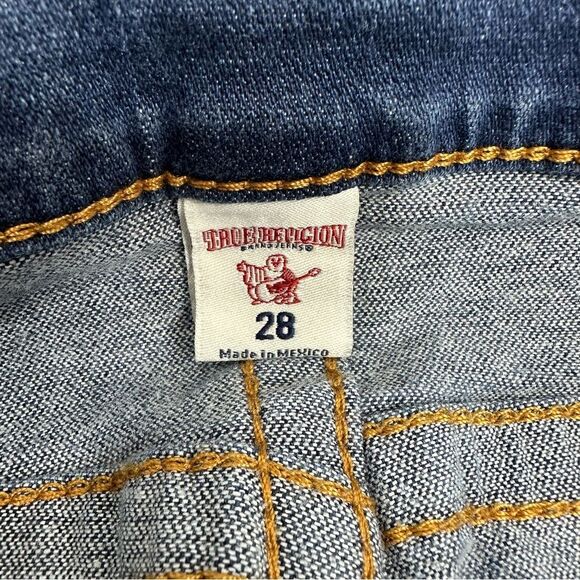 TRUE RELIGION
BRAND JEANS®
28
Made in MEXICO